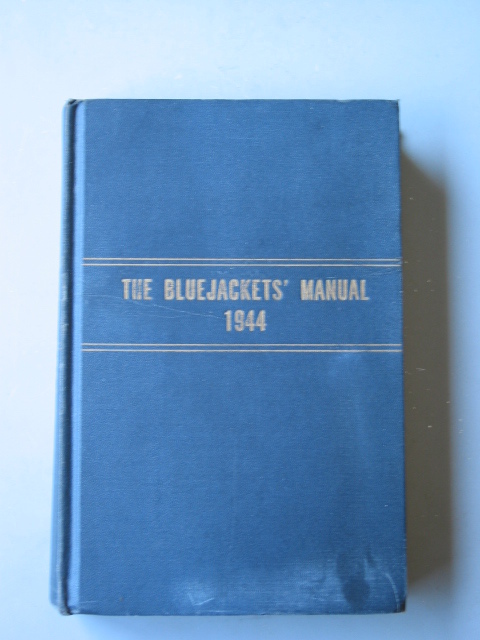 THE BLUEJACKETS' MANUAL
1944